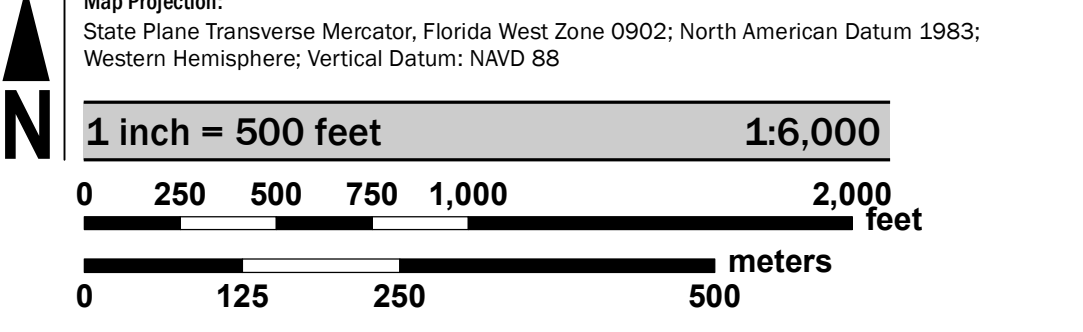 Map Projection:
State Plane Transverse Mercator, Florida West Zone 0902; North American Datum 1983;
Western Hemisphere; Vertical Datum: NAVD 88
N
1 inch = 500 feet 1:6,000
0 250 500 750 1,000 2,000
feet
meters
0 125 250 500